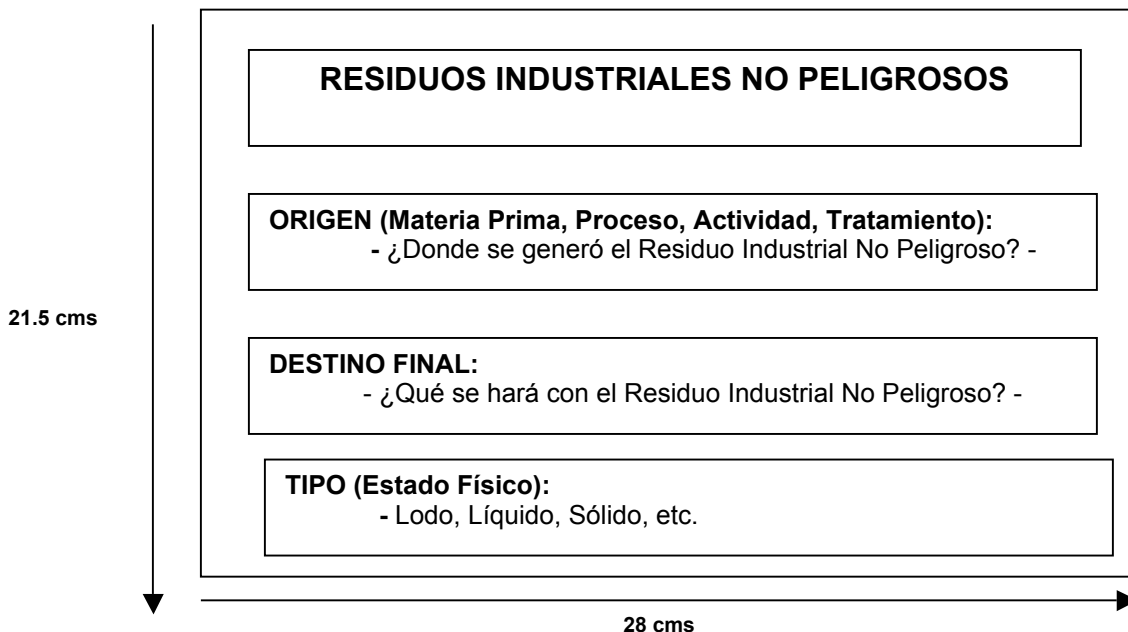 RESIDUOS INDUSTRIALES NO PELIGROSOS
ORIGEN (Materia Prima, Proceso, Actividad, Tratamiento):
- ¿Donde se generó el Residuo Industrial No Peligroso? -
21.5 cms
DESTINO FINAL:
- ¿Qué se hará con el Residuo Industrial No Peligroso? -
TIPO (Estado Físico):
- Lodo, Líquido, Sólido, etc.
28 cms